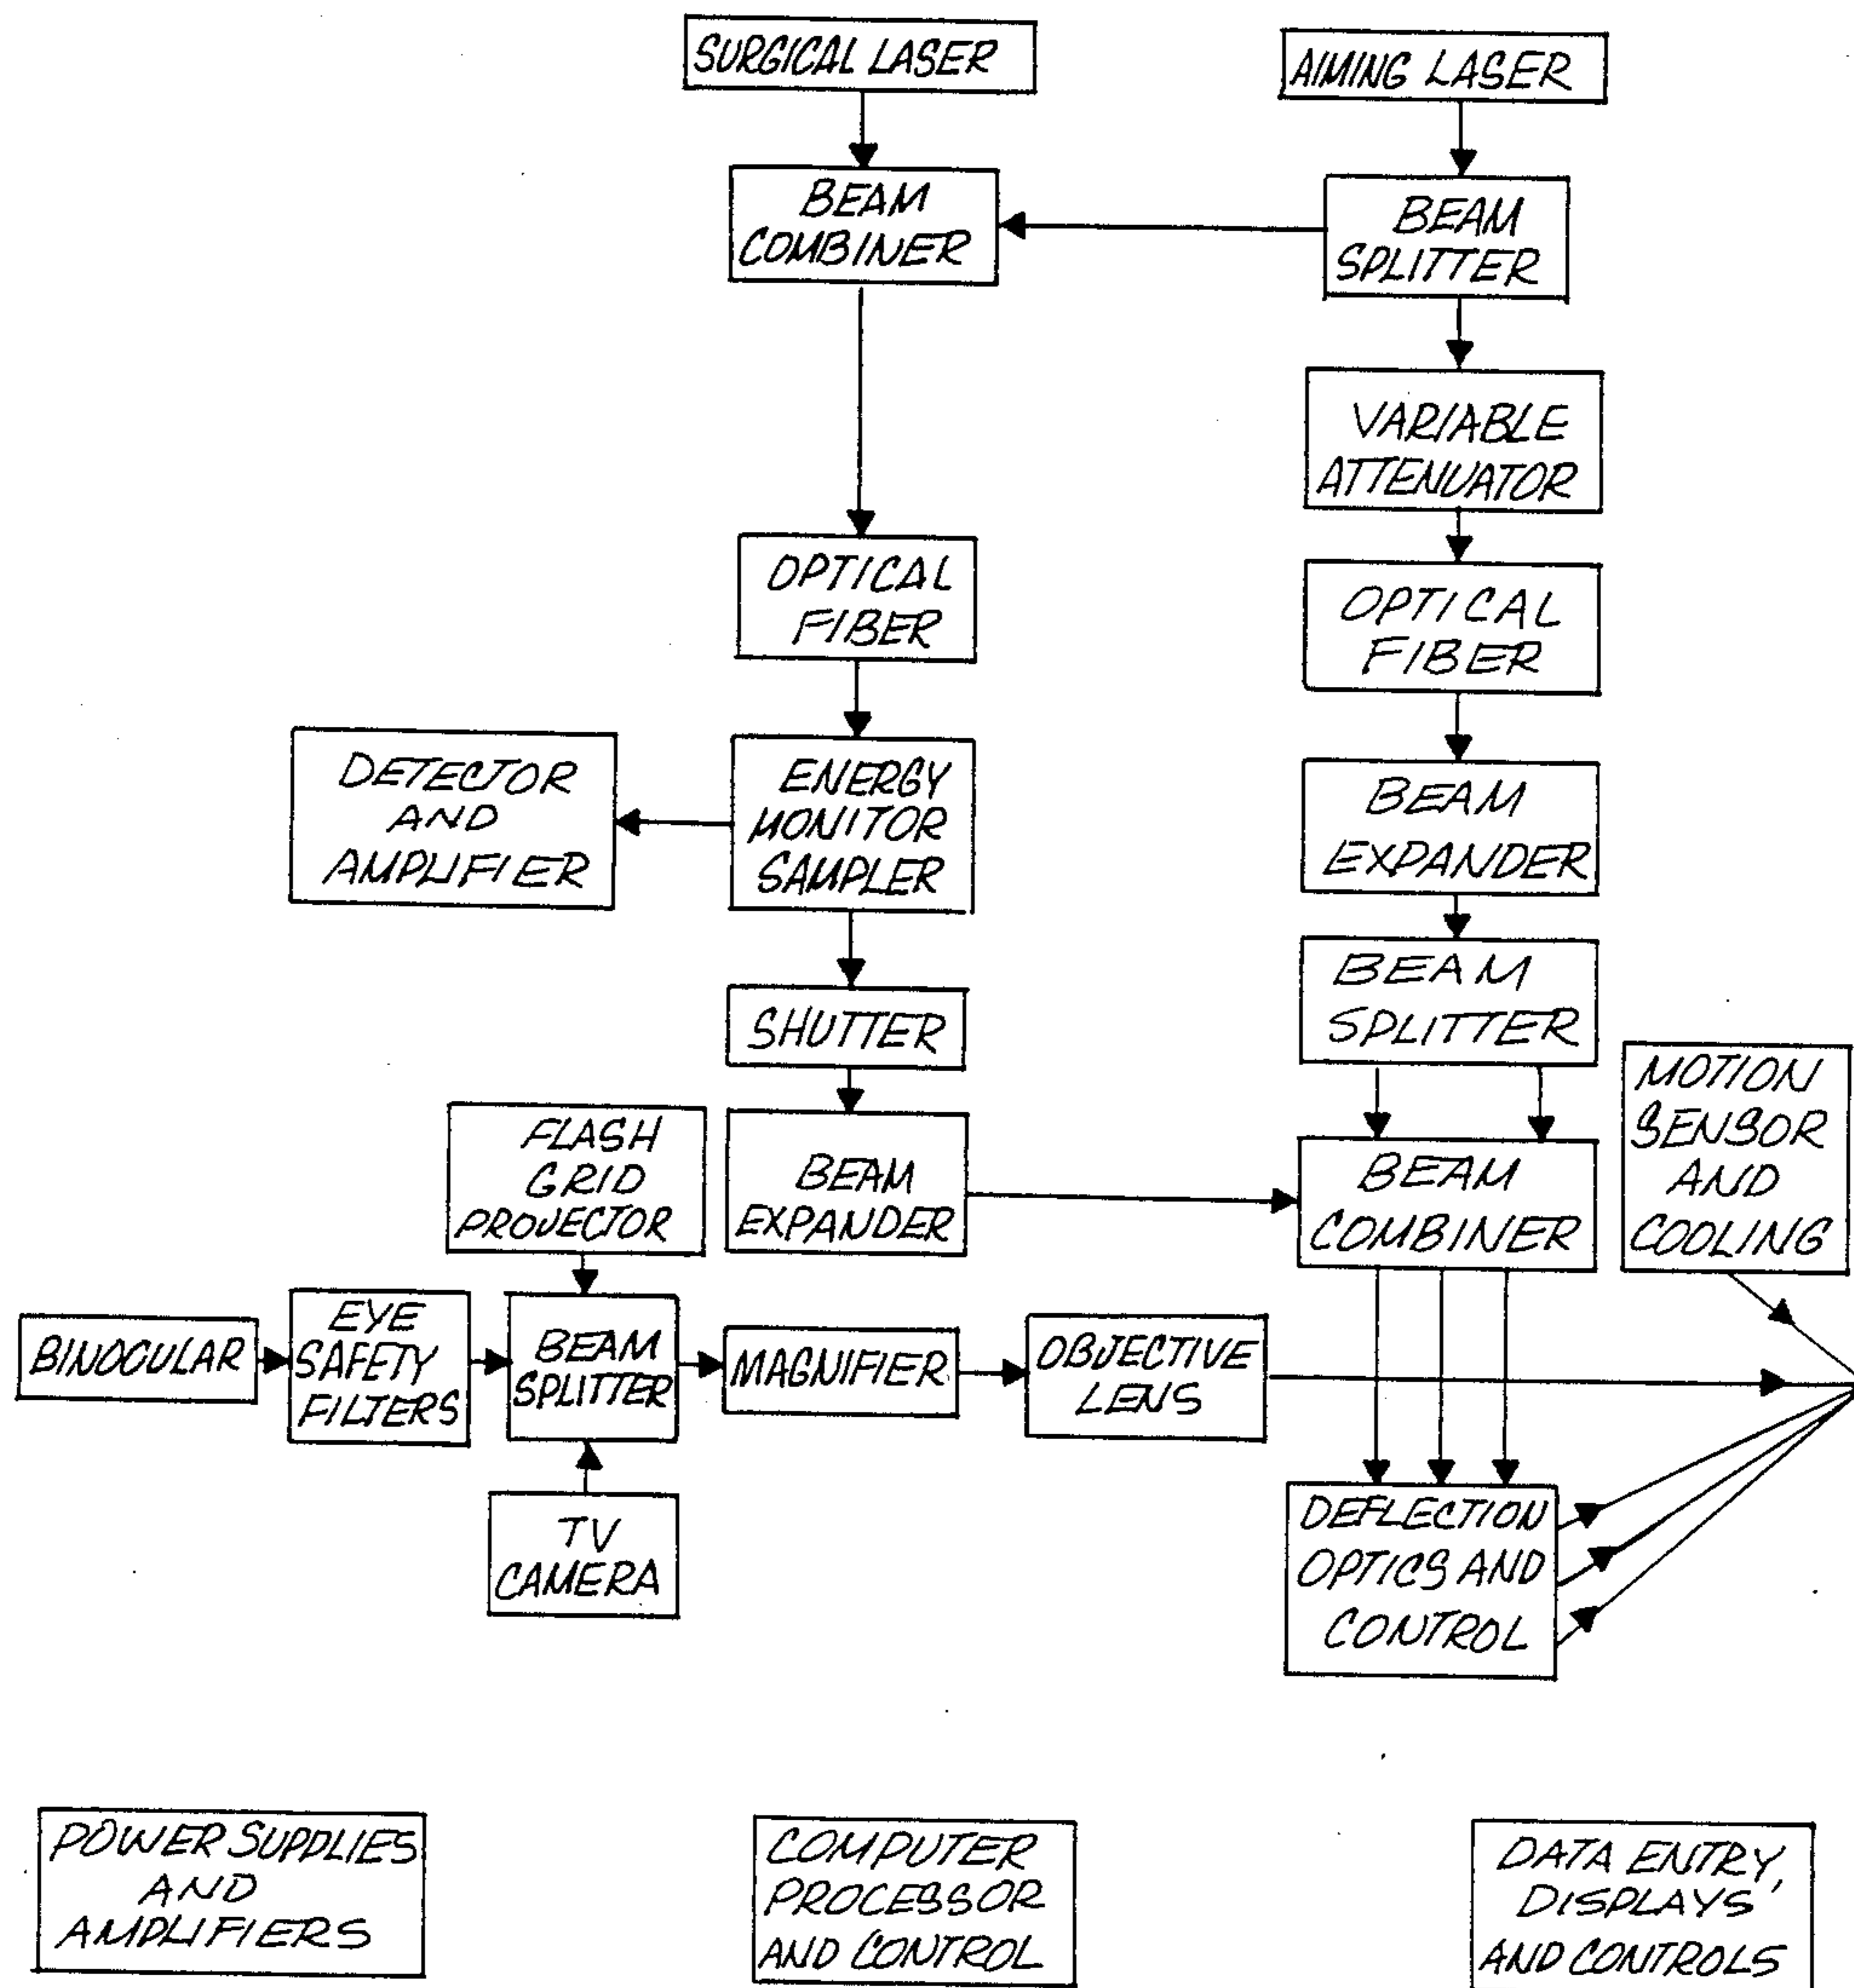 SURGICAL LASER
AIMING LASER
BEAM
COMBINER
BEAM
SPLITTER
VARIABLE
ATTENUATOR
OPTICAL
FIBER
OPTICAL
FIBER
DETECTOR
AND
AMPLIFIER
ENERGY
MONITOR
SAMPLER
BEAM
EXPANDER
BEAM
SPLITTER
SHUTTER
MOTION
SENSOR
AND
COOLING
FLASH
GRID
PROJECTOR
BEAM
EXPANDER
BEAM
COMBINER
BINOCULAR
EYE
SAFETY
FILTERS
BEAM
SPLITTER
MAGNIFIER
OBJECTIVE
LENS
TV
CAMERA
DEFLECTION
OPTICS AND
CONTROL
POWER SUPPLIES
AND
AMPLIFIERS
COMPUTER
PROCESSOR
AND CONTROL
DATA ENTRY,
DISPLAYS
AND CONTROLS